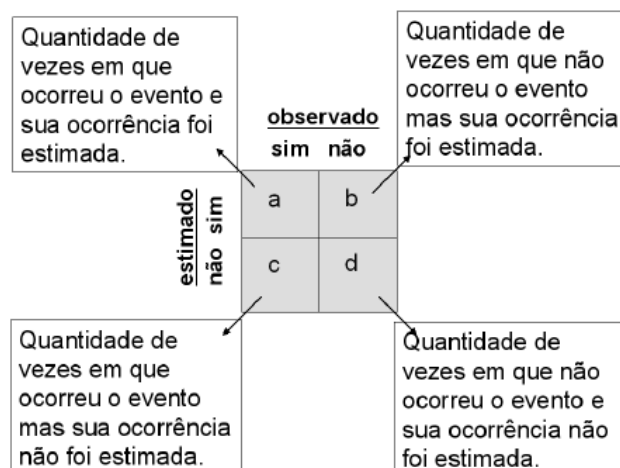 Quantidade de
vezes em que
ocorreu o evento e
sua ocorrência foi
estimada.
Quantidade de
vezes em que não
ocorreu o evento
mas sua ocorrência
foi estimada.
observado
sim não
estimado
não sim
a b
c d
Quantidade de
vezes em que
ocorreu o evento
mas sua ocorrência
não foi estimada.
Quantidade de
vezes em que não
ocorreu o evento e
sua ocorrência não
foi estimada.